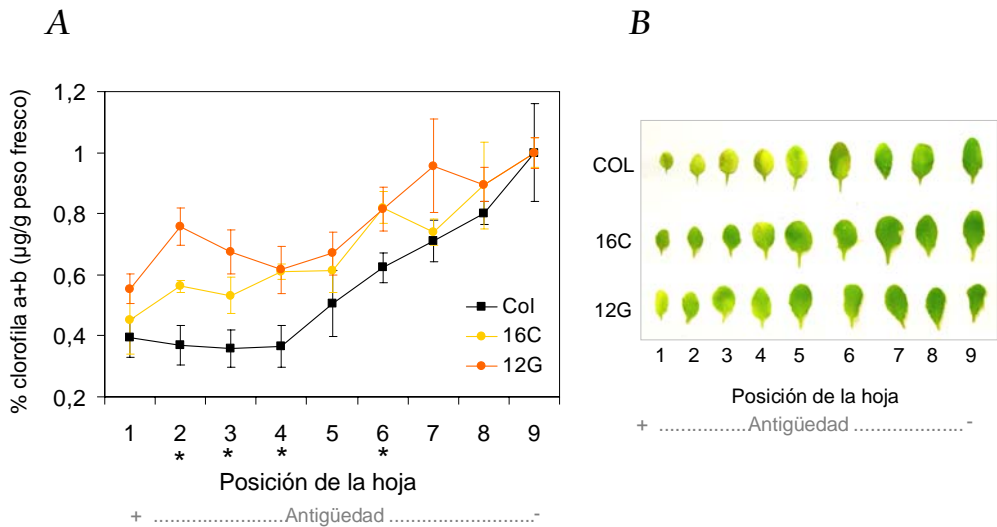 A
% clorofila a+b (µg/g peso fresco)
1,2
1
0,8
0,6
0,4
0,2
Col
16C
12G
1 2 3 4 5 6 7 8 9
* * * *
Posición de la hoja
+ ......................Antigüedad .........................-
B
COL
16C
12G
1 2 3 4 5 6 7 8 9
Posición de la hoja
+ ................Antigüedad ....................-